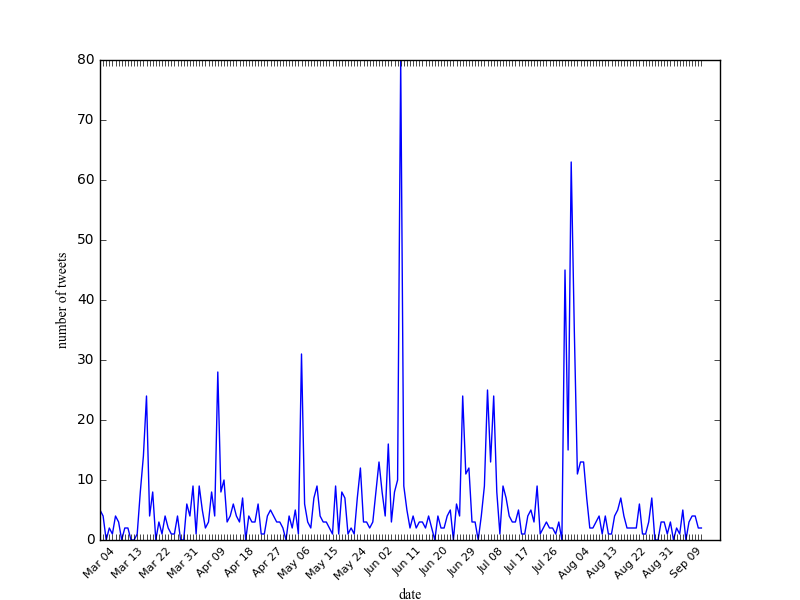 80
70
60
50
40
30
20
10
0
number of tweets
Mar 04
Mar 13
Mar 22
Mar 31
Apr 09
Apr 18
Apr 27
May 06
May 15
May 24
Jun 02
Jun 11
Jun 20
Jun 29
Jul 08
Jul 17
Jul 26
Aug 04
Aug 13
Aug 22
Aug 31
Sep 09
date